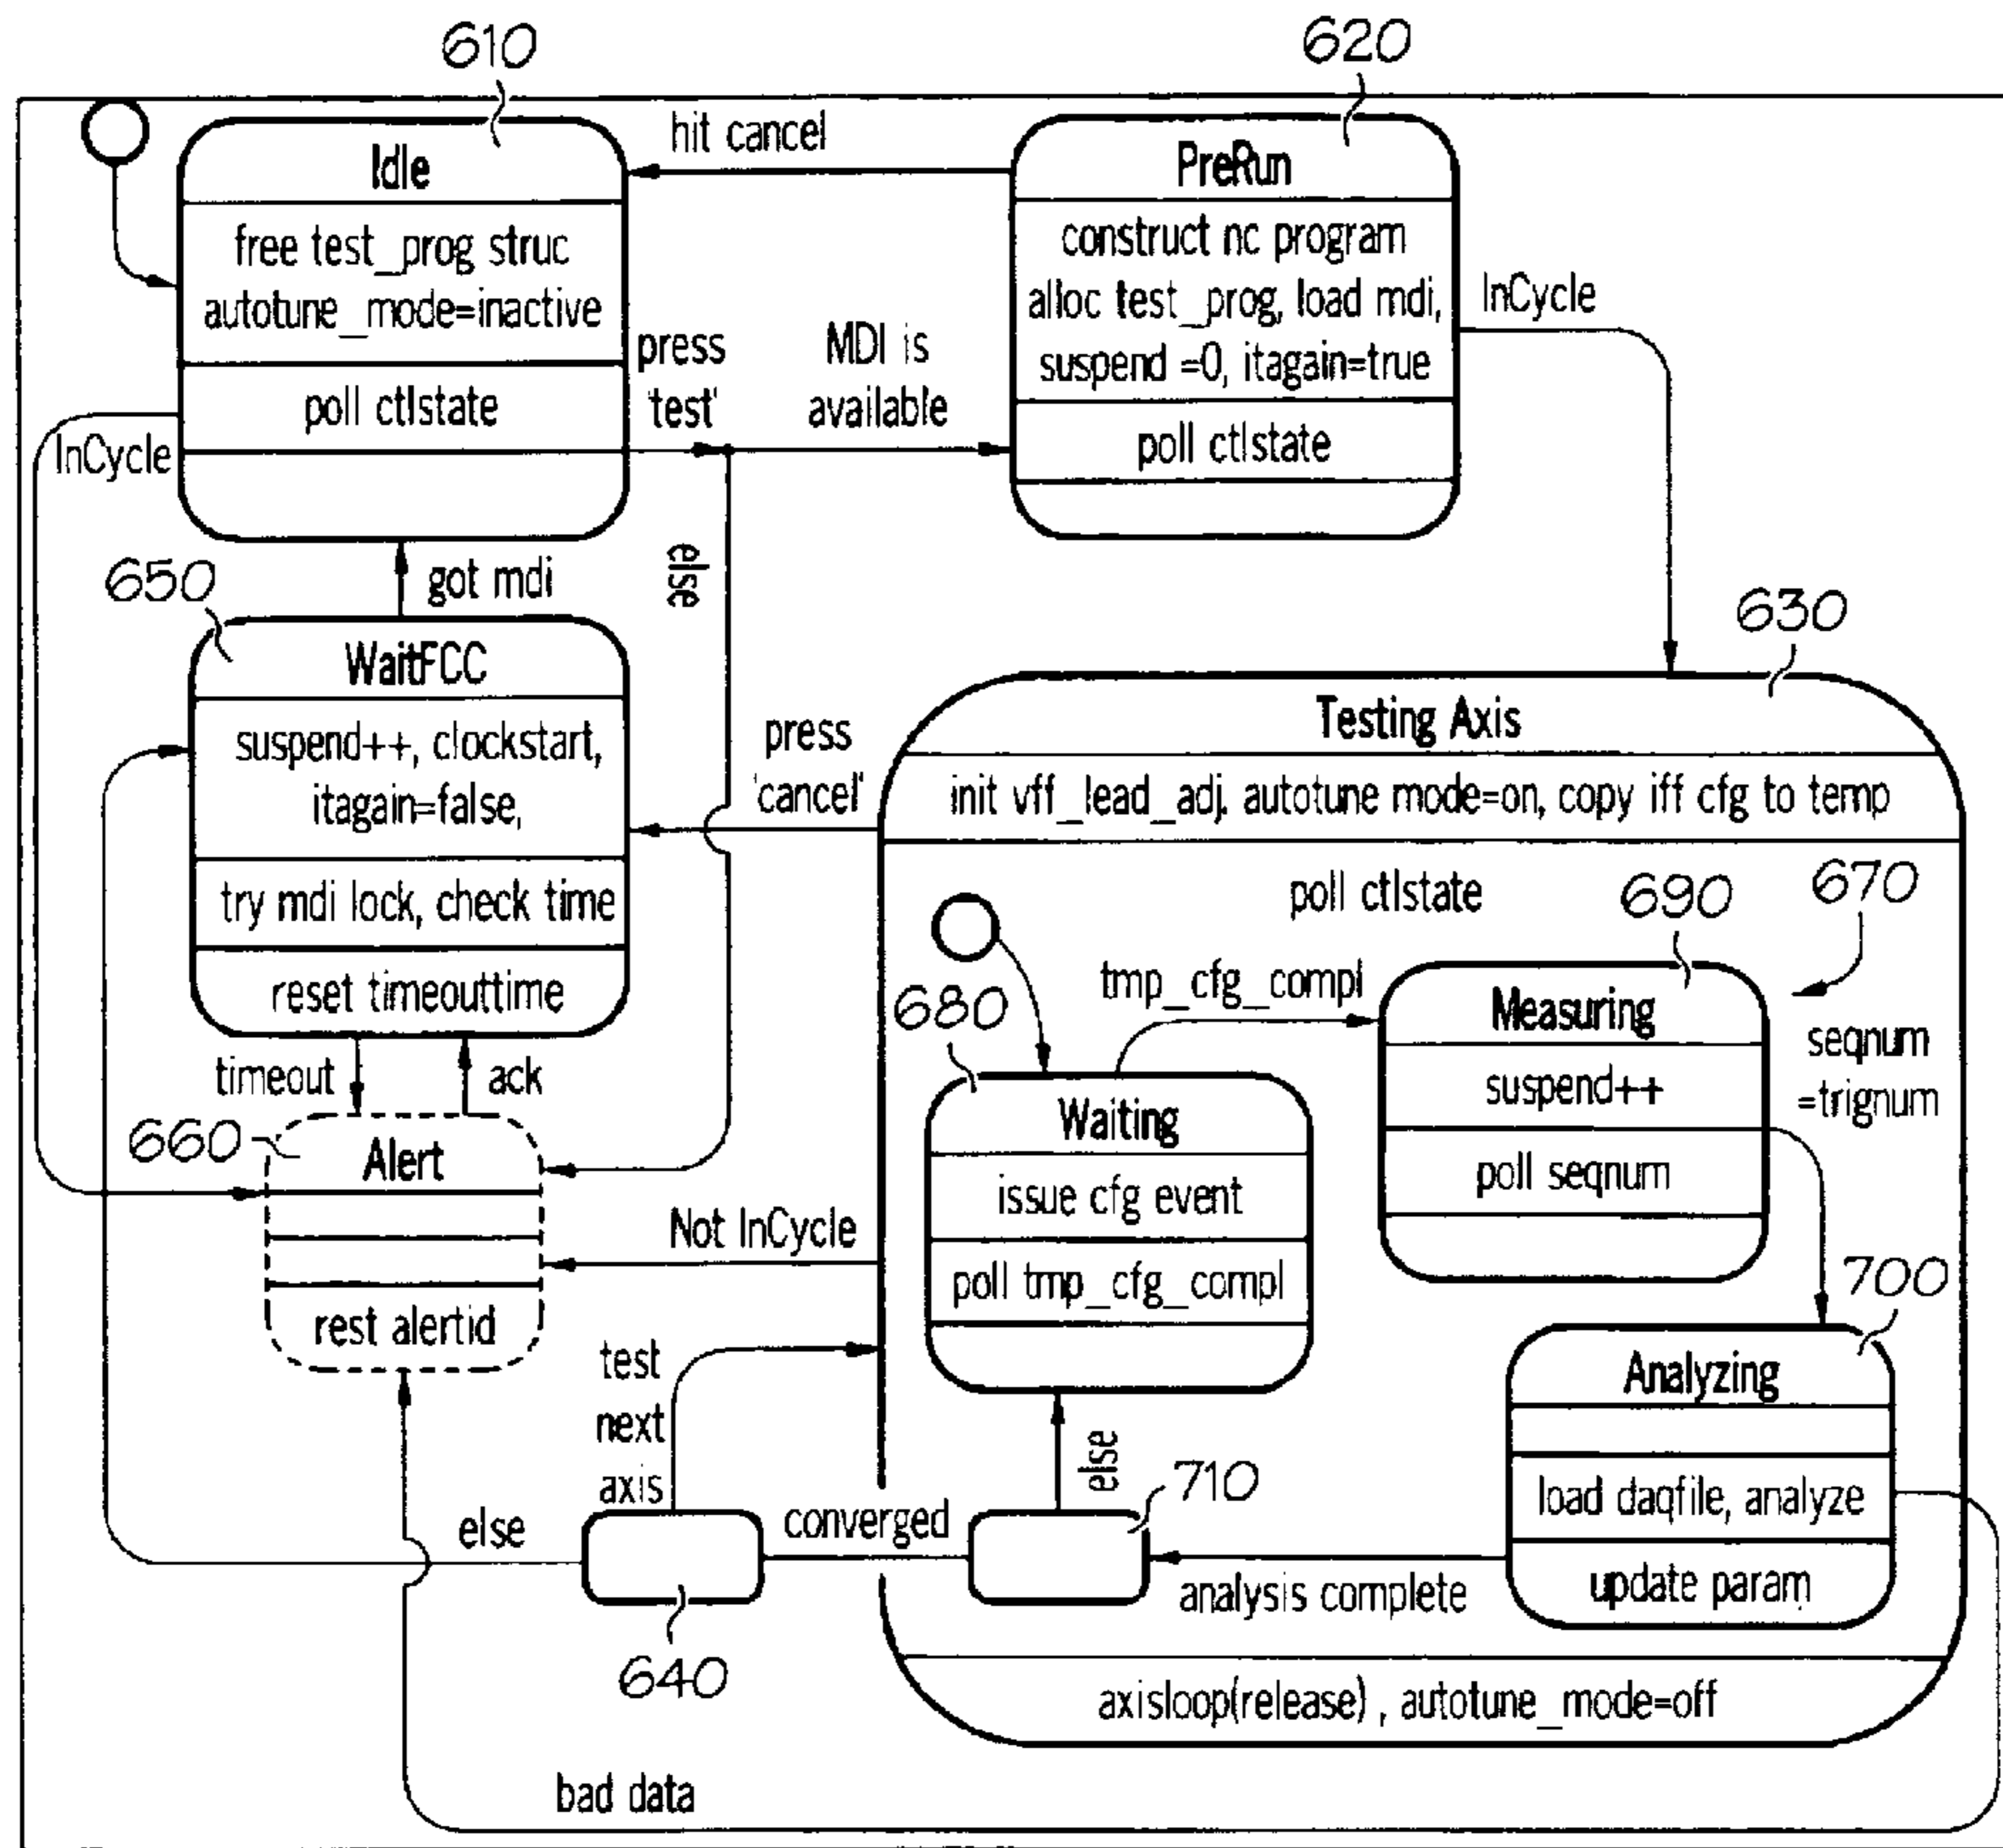 610
620
Idle
free test_prog struc
autotune_mode=inactive
poll ctlstate
hit cancel
PreRun
construct nc program
alloc test_prog, load mdi,
suspend =0, itagain=true
poll ctlstate
InCycle
press
'test'
MDI is
available
InCycle
else
650
got mdi
WaitFCC
suspend++, clockstart,
itagain=false,
try mdi lock, check time
reset timeouttime
630
Testing Axis
init vff_lead_adj, autotune mode=on, copy iff cfg to temp
press
'cancel'
poll ctlstate
670
690
680
tmp_cfg_compl
Measuring
suspend++
poll seqnum
seqnum
=trignum
timeout
ack
660
Alert
rest alertid
Waiting
issue cfg event
poll tmp_cfg_compl
Not InCycle
700
Analyzing
load daqfile, analyze
update param
test
next
axis
else
converged
else
710
analysis complete
640
axisloop(release) , autotune_mode=off
bad data